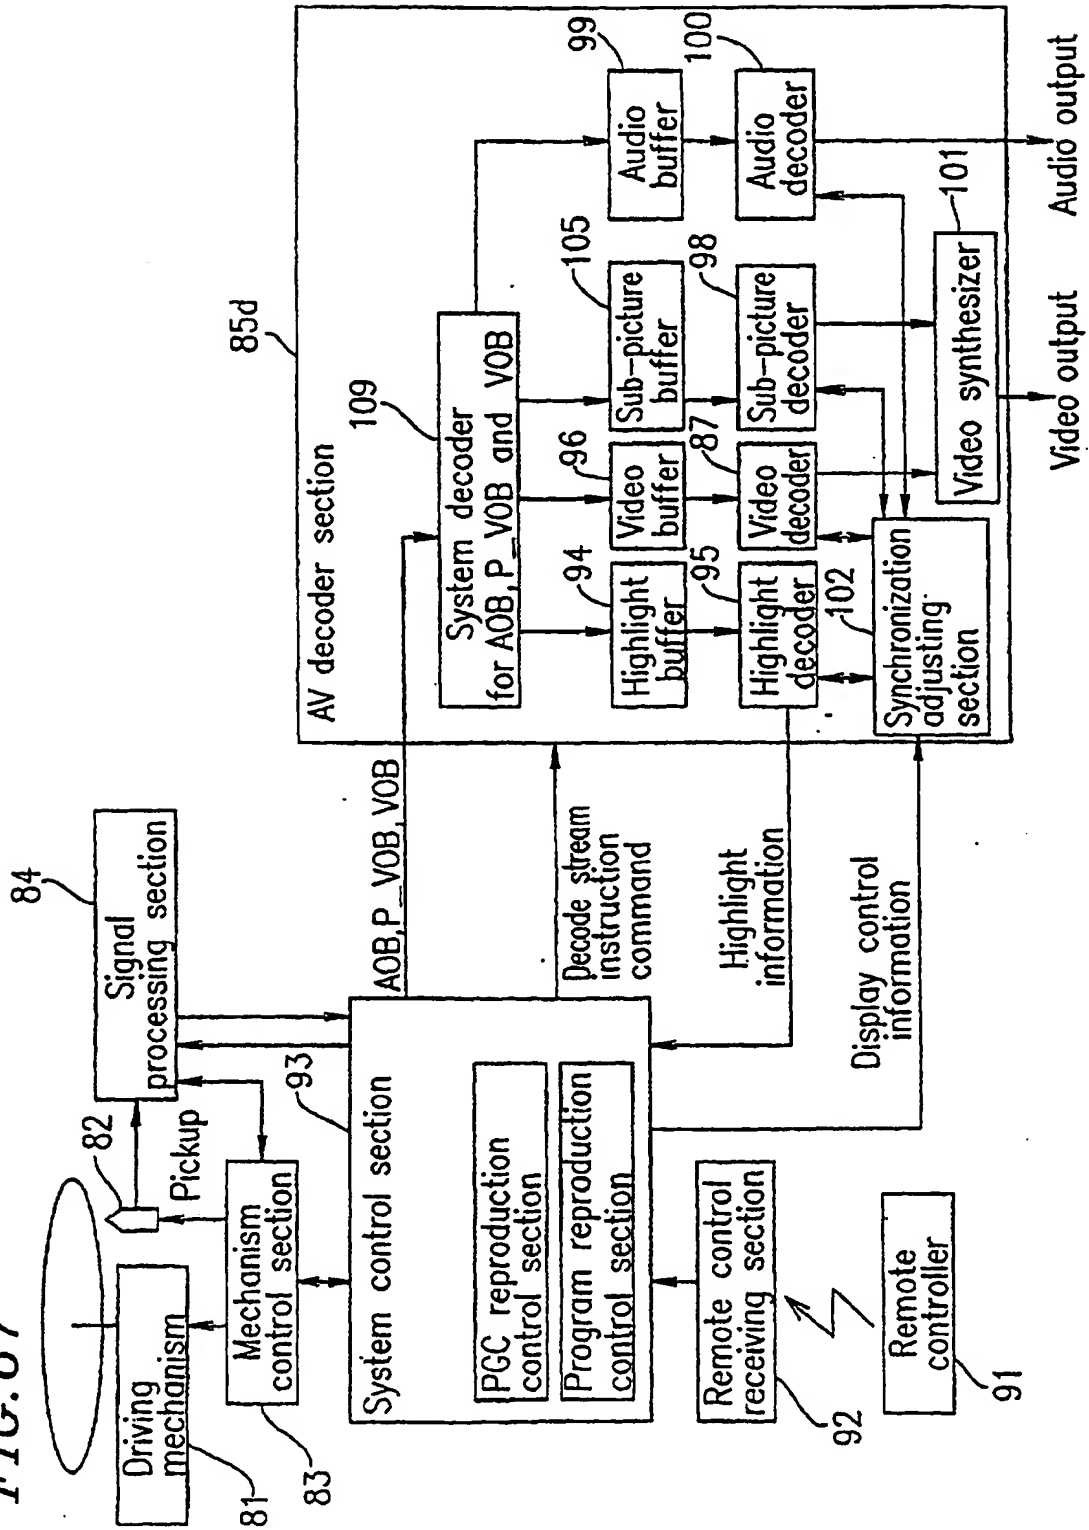 FIG. 87
Driving
mechanism
81
82
Pickup
Mechanism
control section
83
84
Signal
processing section
93
System control section
PGC reproduction
control section
Program reproduction
control section
Remote control
receiving section
92
Remote
controller
91
AOB,P_VOB,VOB
Decode stream
instruction
command
Highlight
information
Display control
information
85d
AV decoder section
109
System decoder
for AOB,P_VOB and VOB
94
Highlight
buffer
96
Video
buffer
105
Sub-picture
buffer
99
Audio
buffer
95
Highlight
decoder
87
Video
decoder
98
Sub-picture
decoder
100
Audio
decoder
102
Synchronization
adjusting
section
101
Video synthesizer
Video output
Audio output